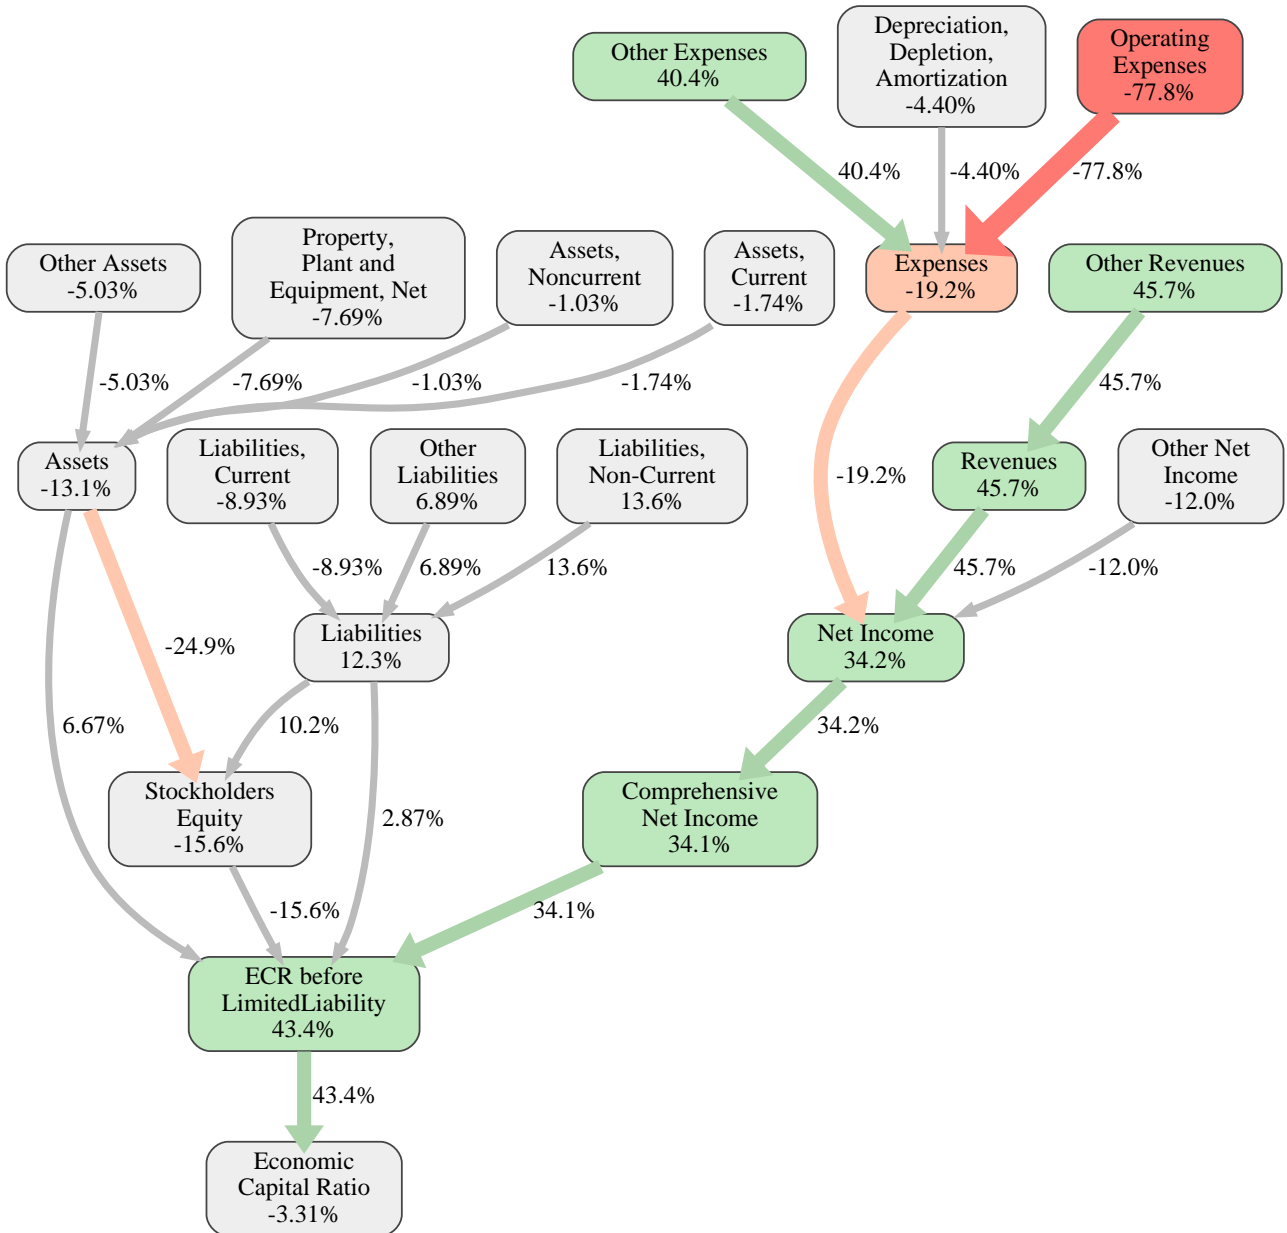 Other Expenses
40.4%
Depreciation,
Depletion,
Amortization
-4.40%
Operating
Expenses
-77.8%
40.4%
-4.40%
-77.8%
Other Assets
-5.03%
Property,
Plant and
Equipment, Net
-7.69%
Assets,
Noncurrent
-1.03%
Assets,
Current
-1.74%
Expenses
-19.2%
Other Revenues
45.7%
-5.03%
-7.69%
-1.03%
-1.74%
45.7%
Assets
-13.1%
Liabilities,
Current
-8.93%
Other
Liabilities
6.89%
Liabilities,
Non-Current
13.6%
-19.2%
Revenues
45.7%
Other Net
Income
-12.0%
-8.93%
6.89%
13.6%
45.7%
-12.0%
-24.9%
Liabilities
12.3%
Net Income
34.2%
6.67%
10.2%
34.2%
Stockholders
Equity
-15.6%
2.87%
Comprehensive
Net Income
34.1%
-15.6%
34.1%
ECR before
LimitedLiability
43.4%
43.4%
Economic
Capital Ratio
-3.31%